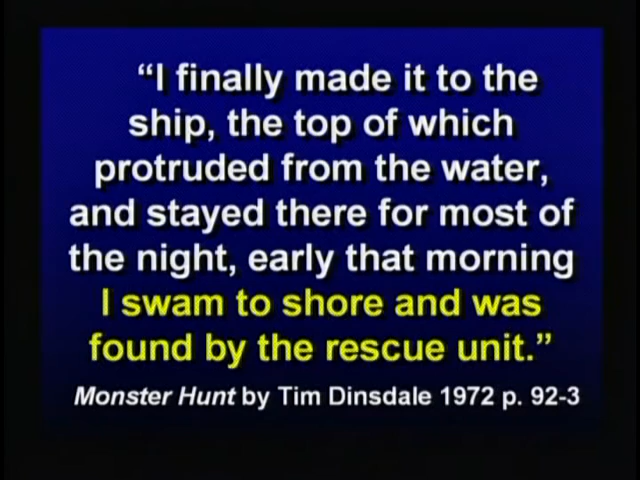 “I finally made it to the
ship, the top of which
protruded from the water,
and stayed there for most of
the night, early that morning
I swam to shore and was
found by the rescue unit.”
Monster Hunt by Tim Dinsdale 1972 p. 92-3